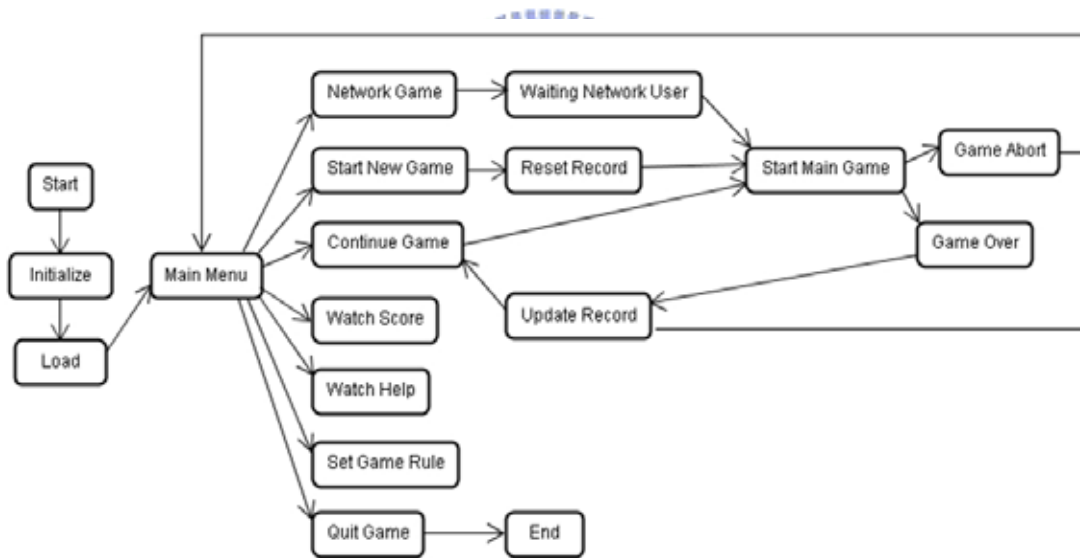 Network Game
Waiting Network User
Game Abort
Start
Start New Game
Reset Record
Start Main Game
Continue Game
Game Over
Initialize
Main Menu
Watch Score
Update Record
Load
Watch Help
Set Game Rule
Quit Game
End